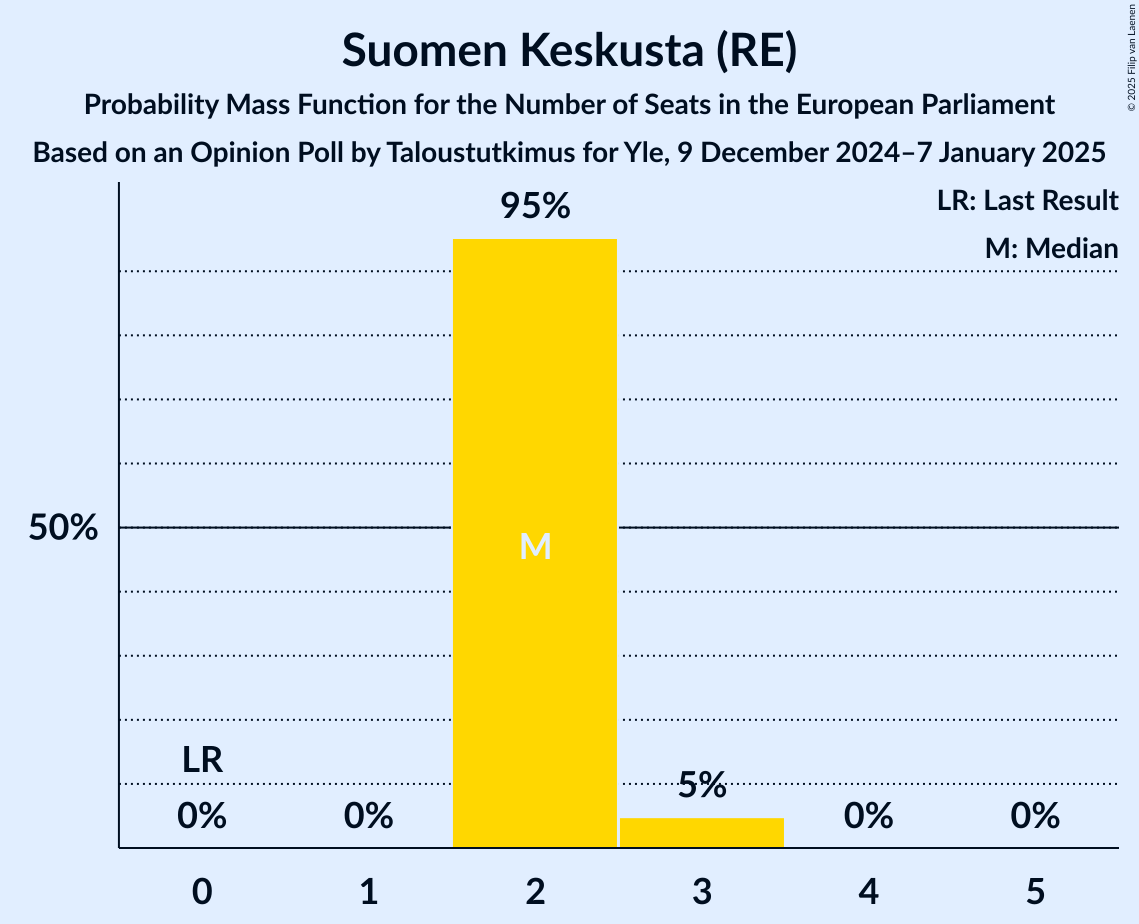 Suomen Keskusta (RE)
Probability Mass Function for the Number of Seats in the European Parliament
Based on an Opinion Poll by Taloustutkimus for Yle, 9 December 2024–7 January 2025
© 2025 Filip van Laenen
LR: Last Result
M: Median
95%
50%
M
LR
5%
0%
0%
0%
0%
0
1
2
3
4
5